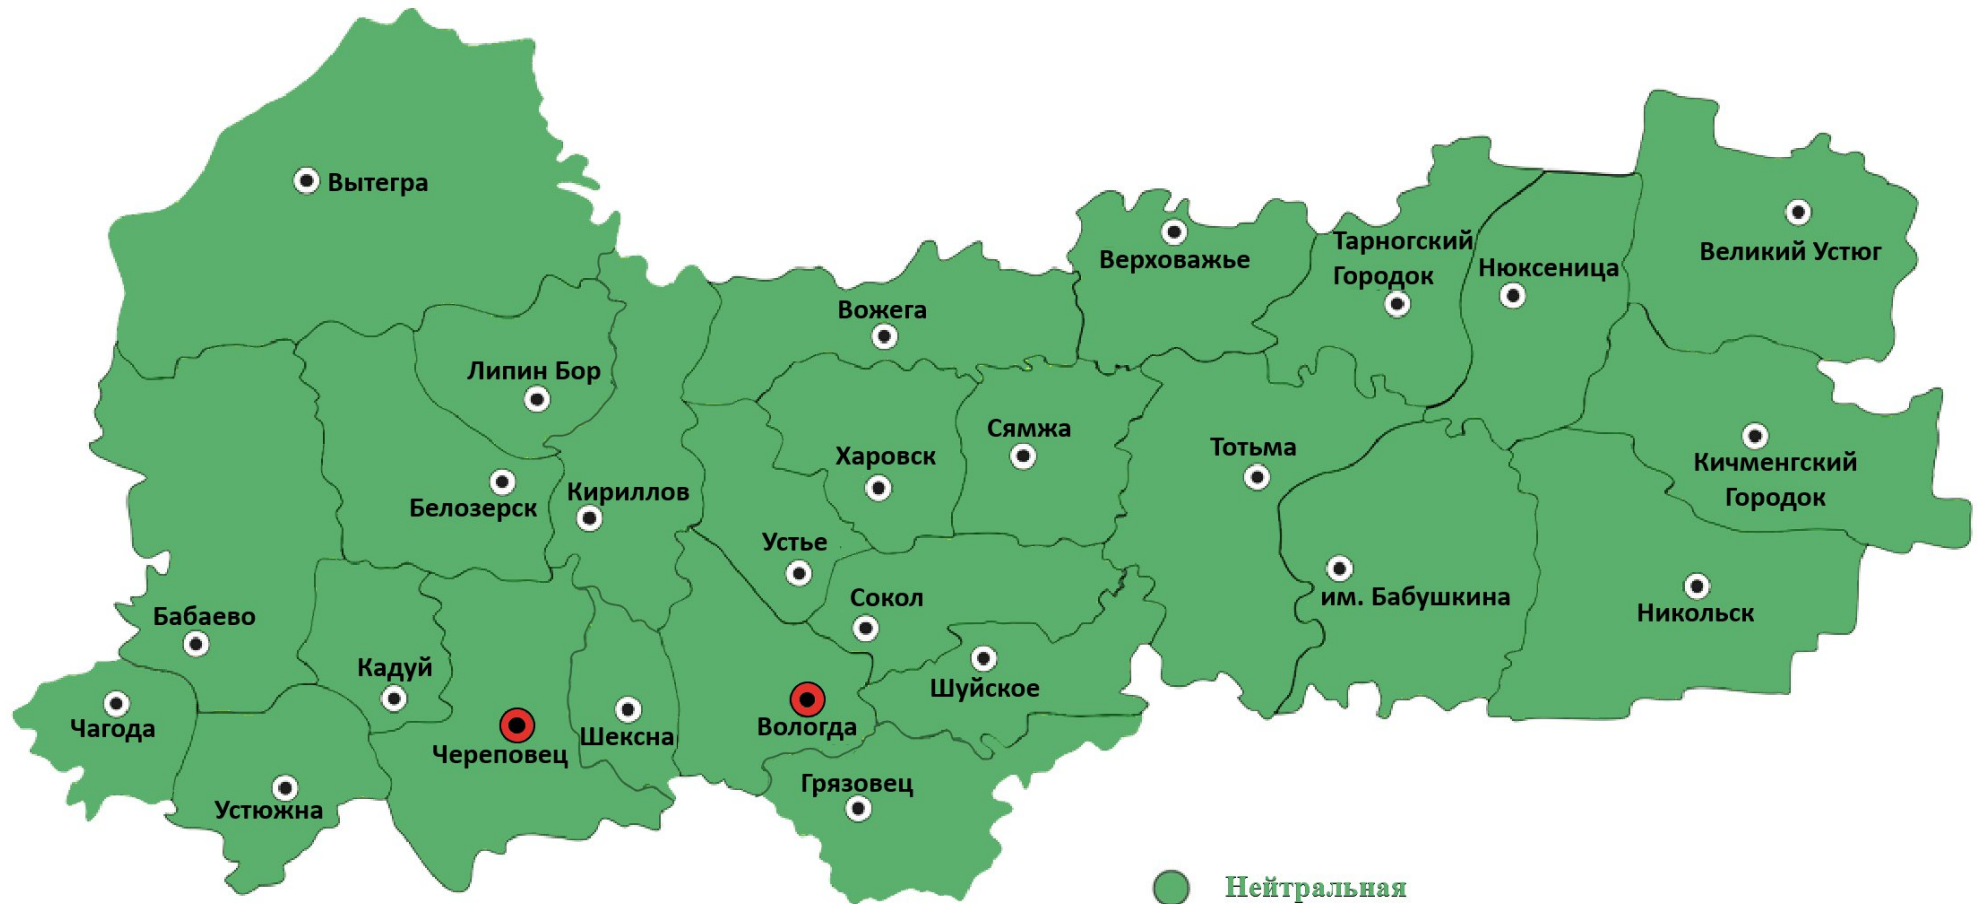 Вытегра
Великий Устюг
Верховажье
Тарногский
Городок
Нюксеница
Вожега
Липин Бор
Сямжа
Харовск
Тотьма
Кичменгский
Городок
Белозерск
Кириллов
Устье
Сокол
им. Бабушкина
Никольск
Бабаево
Кадуй
Шуйское
Чагода
Череповец
Шексна
Вологда
Грязовец
Устюжна
Нейтральная